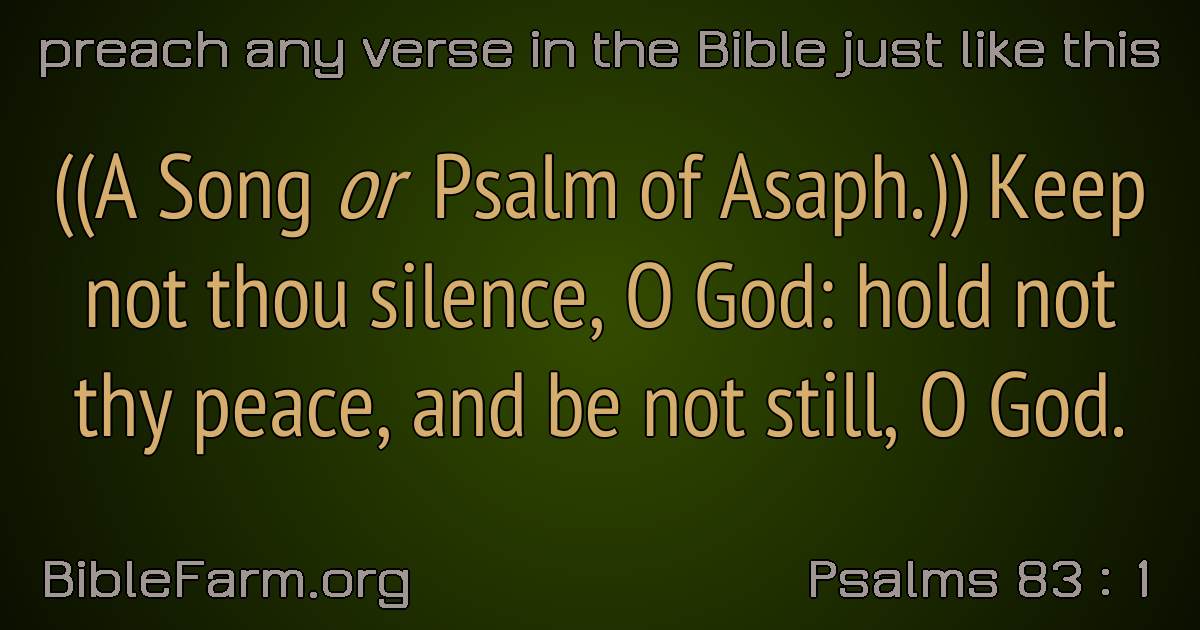 preach any verse in the Bible just like this
((A Song or Psalm of Asaph.)) Keep
not thou silence, O God: hold not
thy peace, and be not still, O God.
BibleFarm.org
Psalms 83 : 1